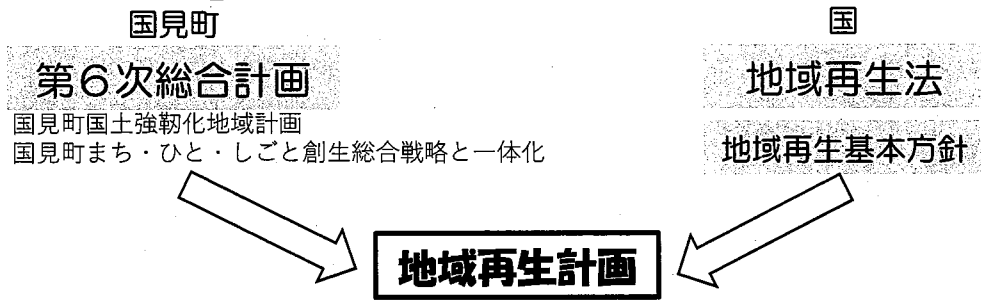 国見町
第6次総合計画
国見町国土強靭化地域計画
国見町まち・ひと・しごと創生総合戦略と一体化
国
地域再生法
地域再生基本方針
地域再生計画